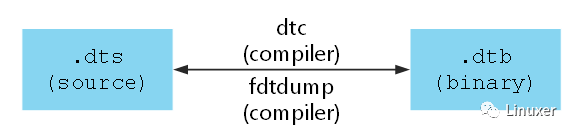 dtc
(compiler)
.dts
(source)
.dtb
(binary)
fdtdump
(compiler)
Linuxer